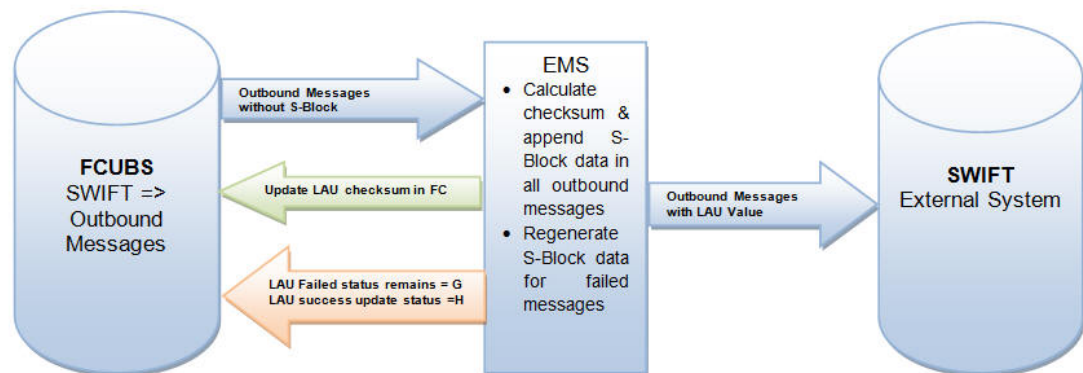 FCUBS
SWIFT =>
Outbound
Messages
Outbound Messages
without S-Block
Update LAU checksum in FC
LAU Failed status remains = G
LAU success update status =H
EMS
• Calculate
checksum &
append S-
Block data in
all outbound
messages
• Regenerate
S-Block data
for failed
messages
Outbound Messages
with LAU Value
SWIFT
External System